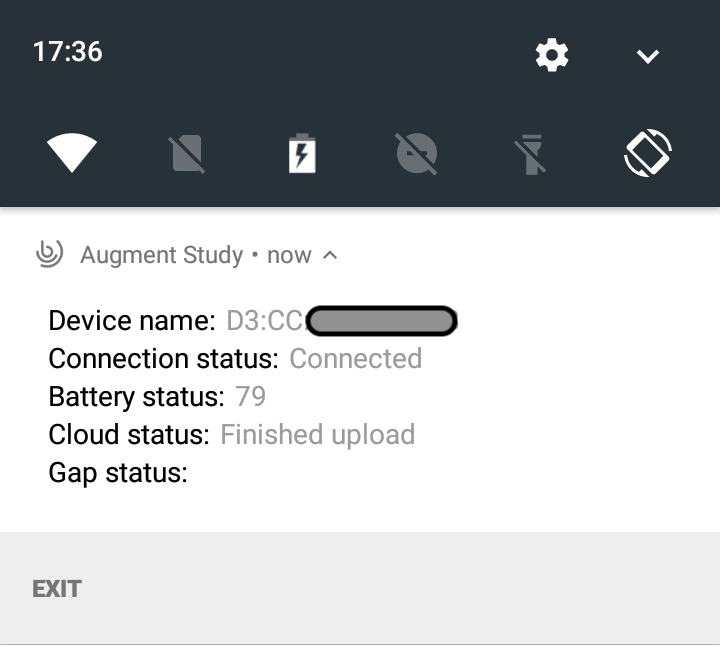 17:36
Augment Study • now
Device name: D3:CC
Connection status: Connected
Battery status: 79
Cloud status: Finished upload
Gap status:
EXIT